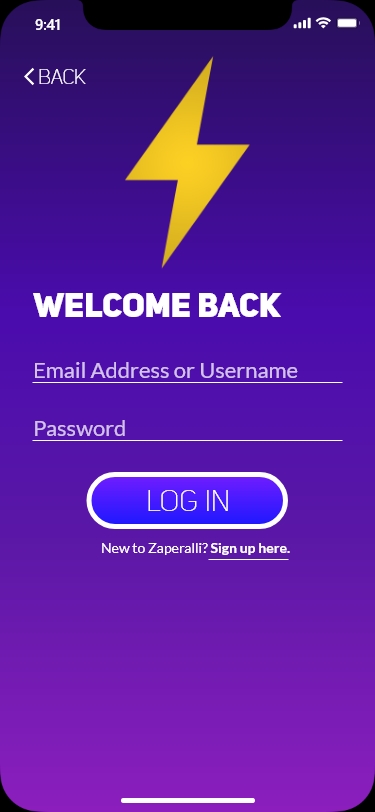 9:41
BACK
WELCOME BACK
Email Address or Username
Password
LOG IN
New to Zaperalli? Sign up here.